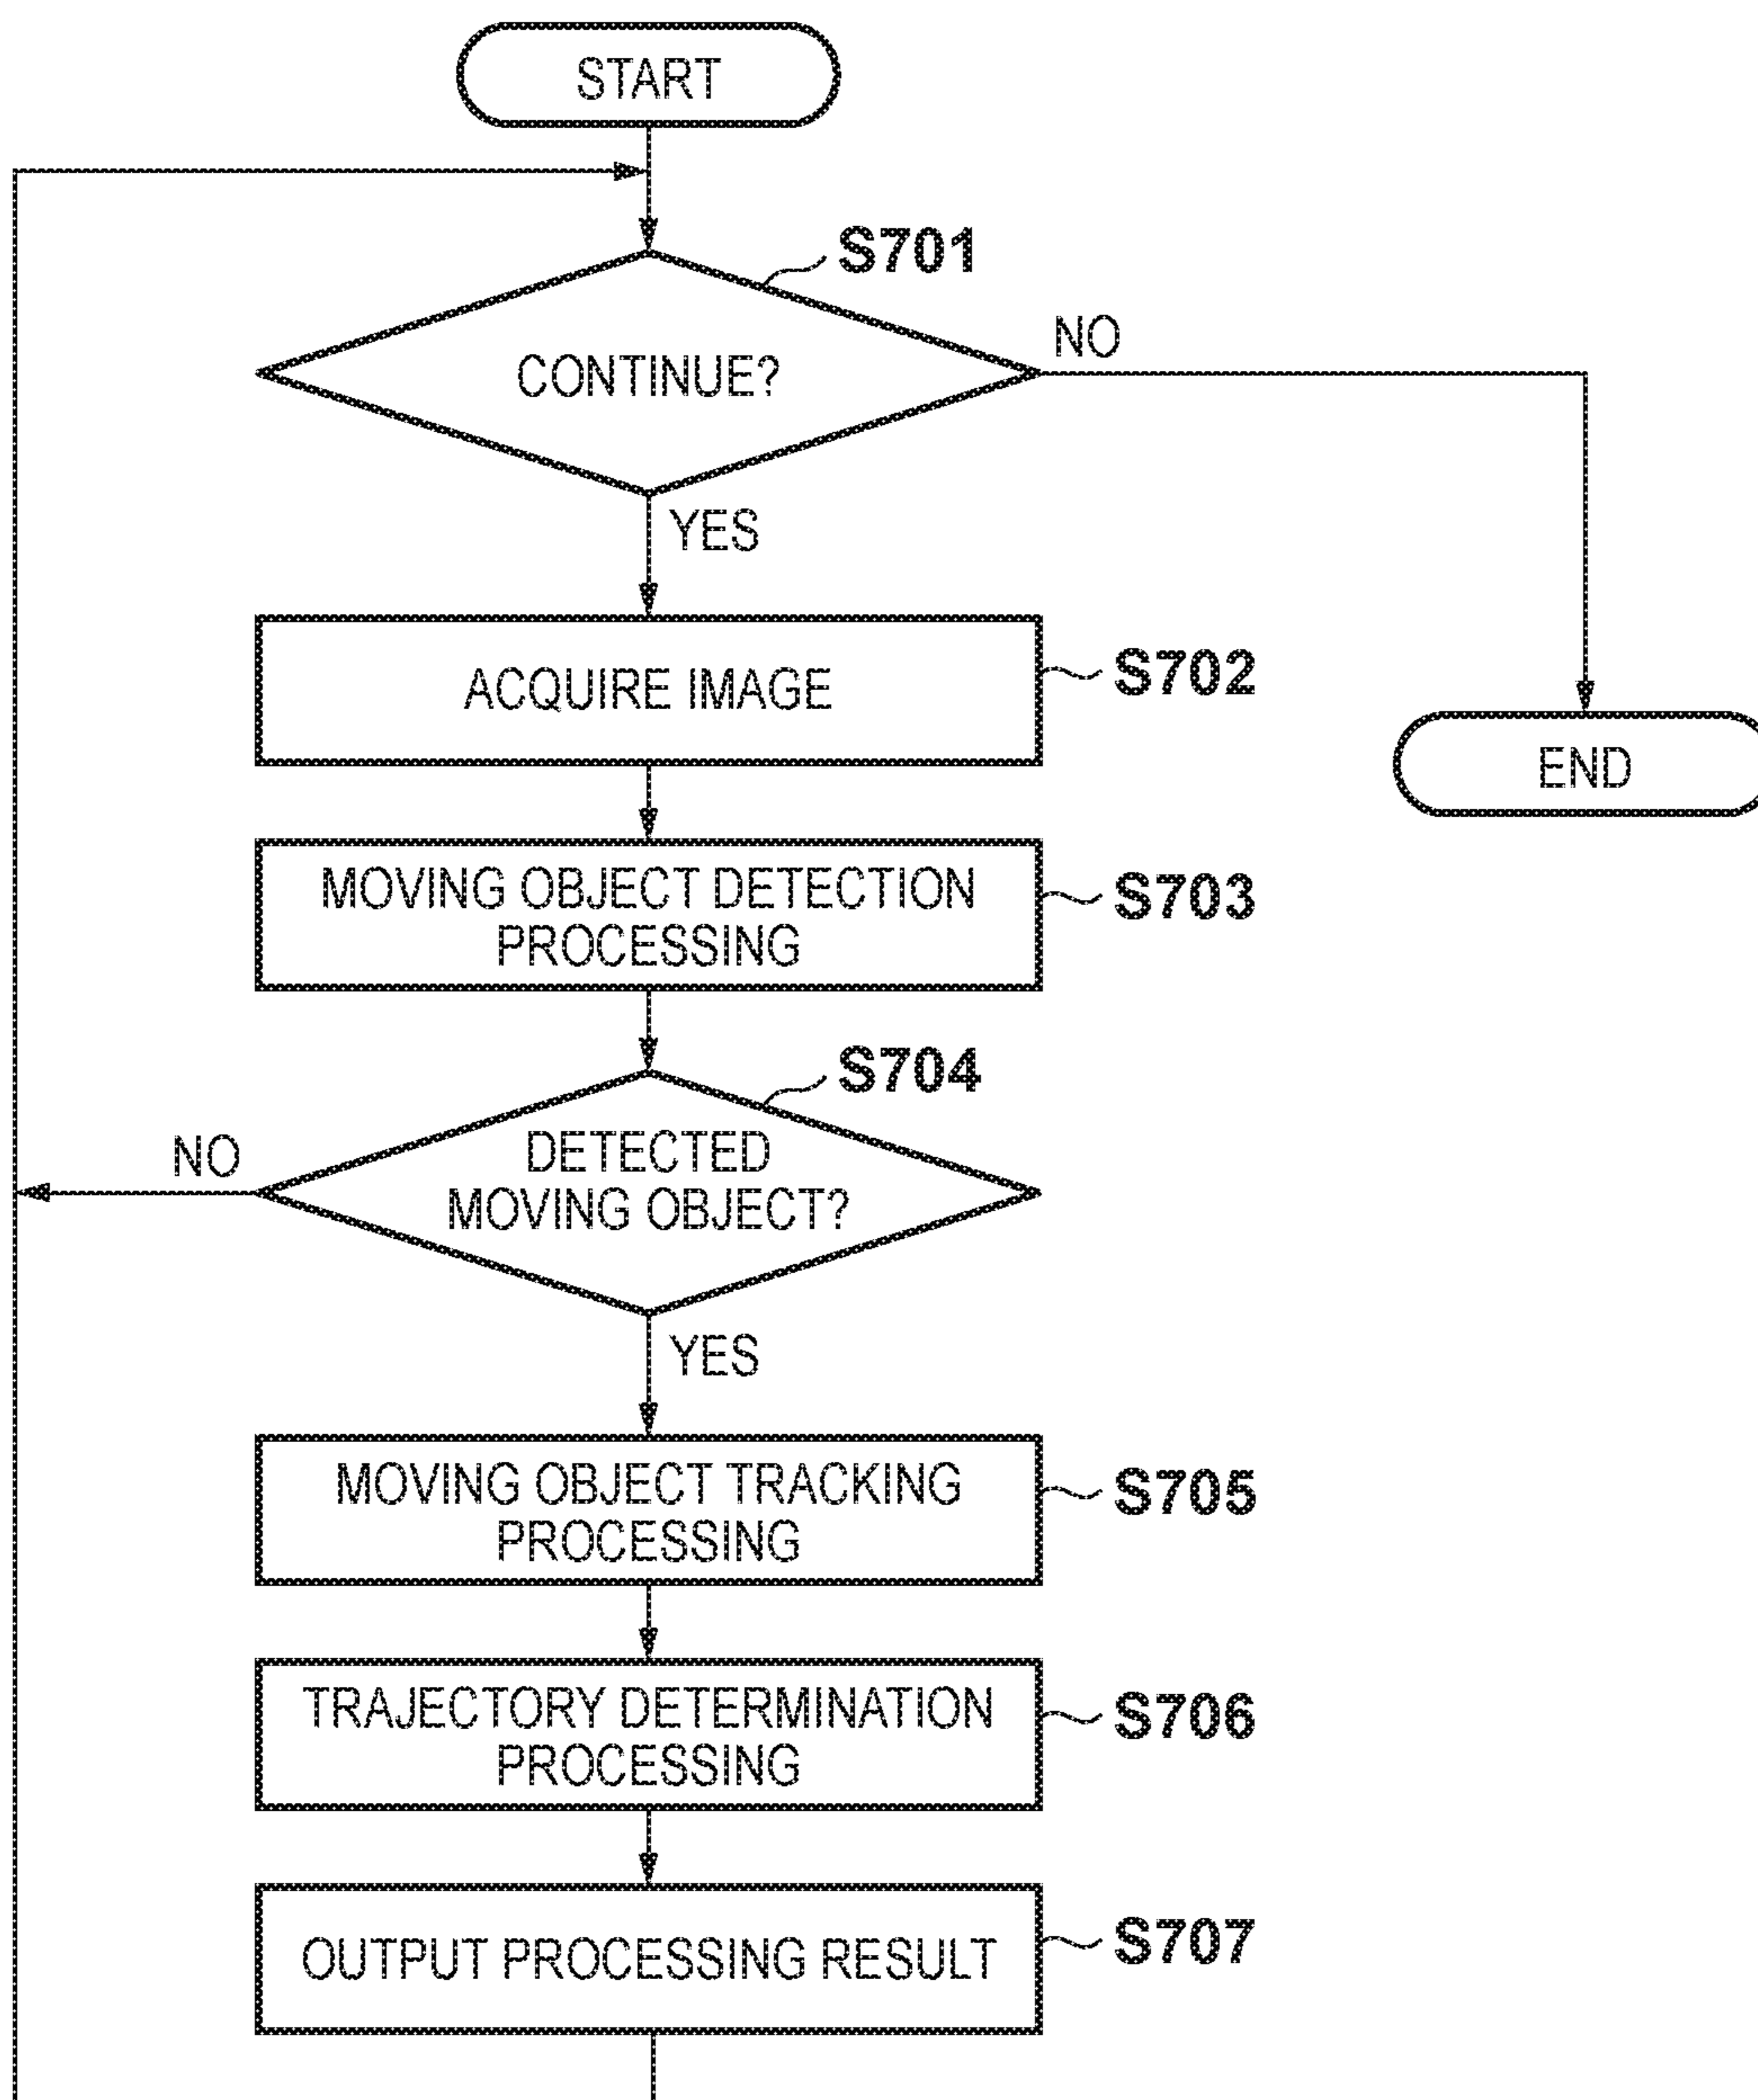 START
S701
CONTINUE?
NO
YES
ACQUIRE IMAGE
S702
END
MOVING OBJECT DETECTION
PROCESSING
S703
S704
DETECTED
MOVING OBJECT?
NO
YES
MOVING OBJECT TRACKING
PROCESSING
S705
TRAJECTORY DETERMINATION
PROCESSING
S706
OUTPUT PROCESSING RESULT
S707